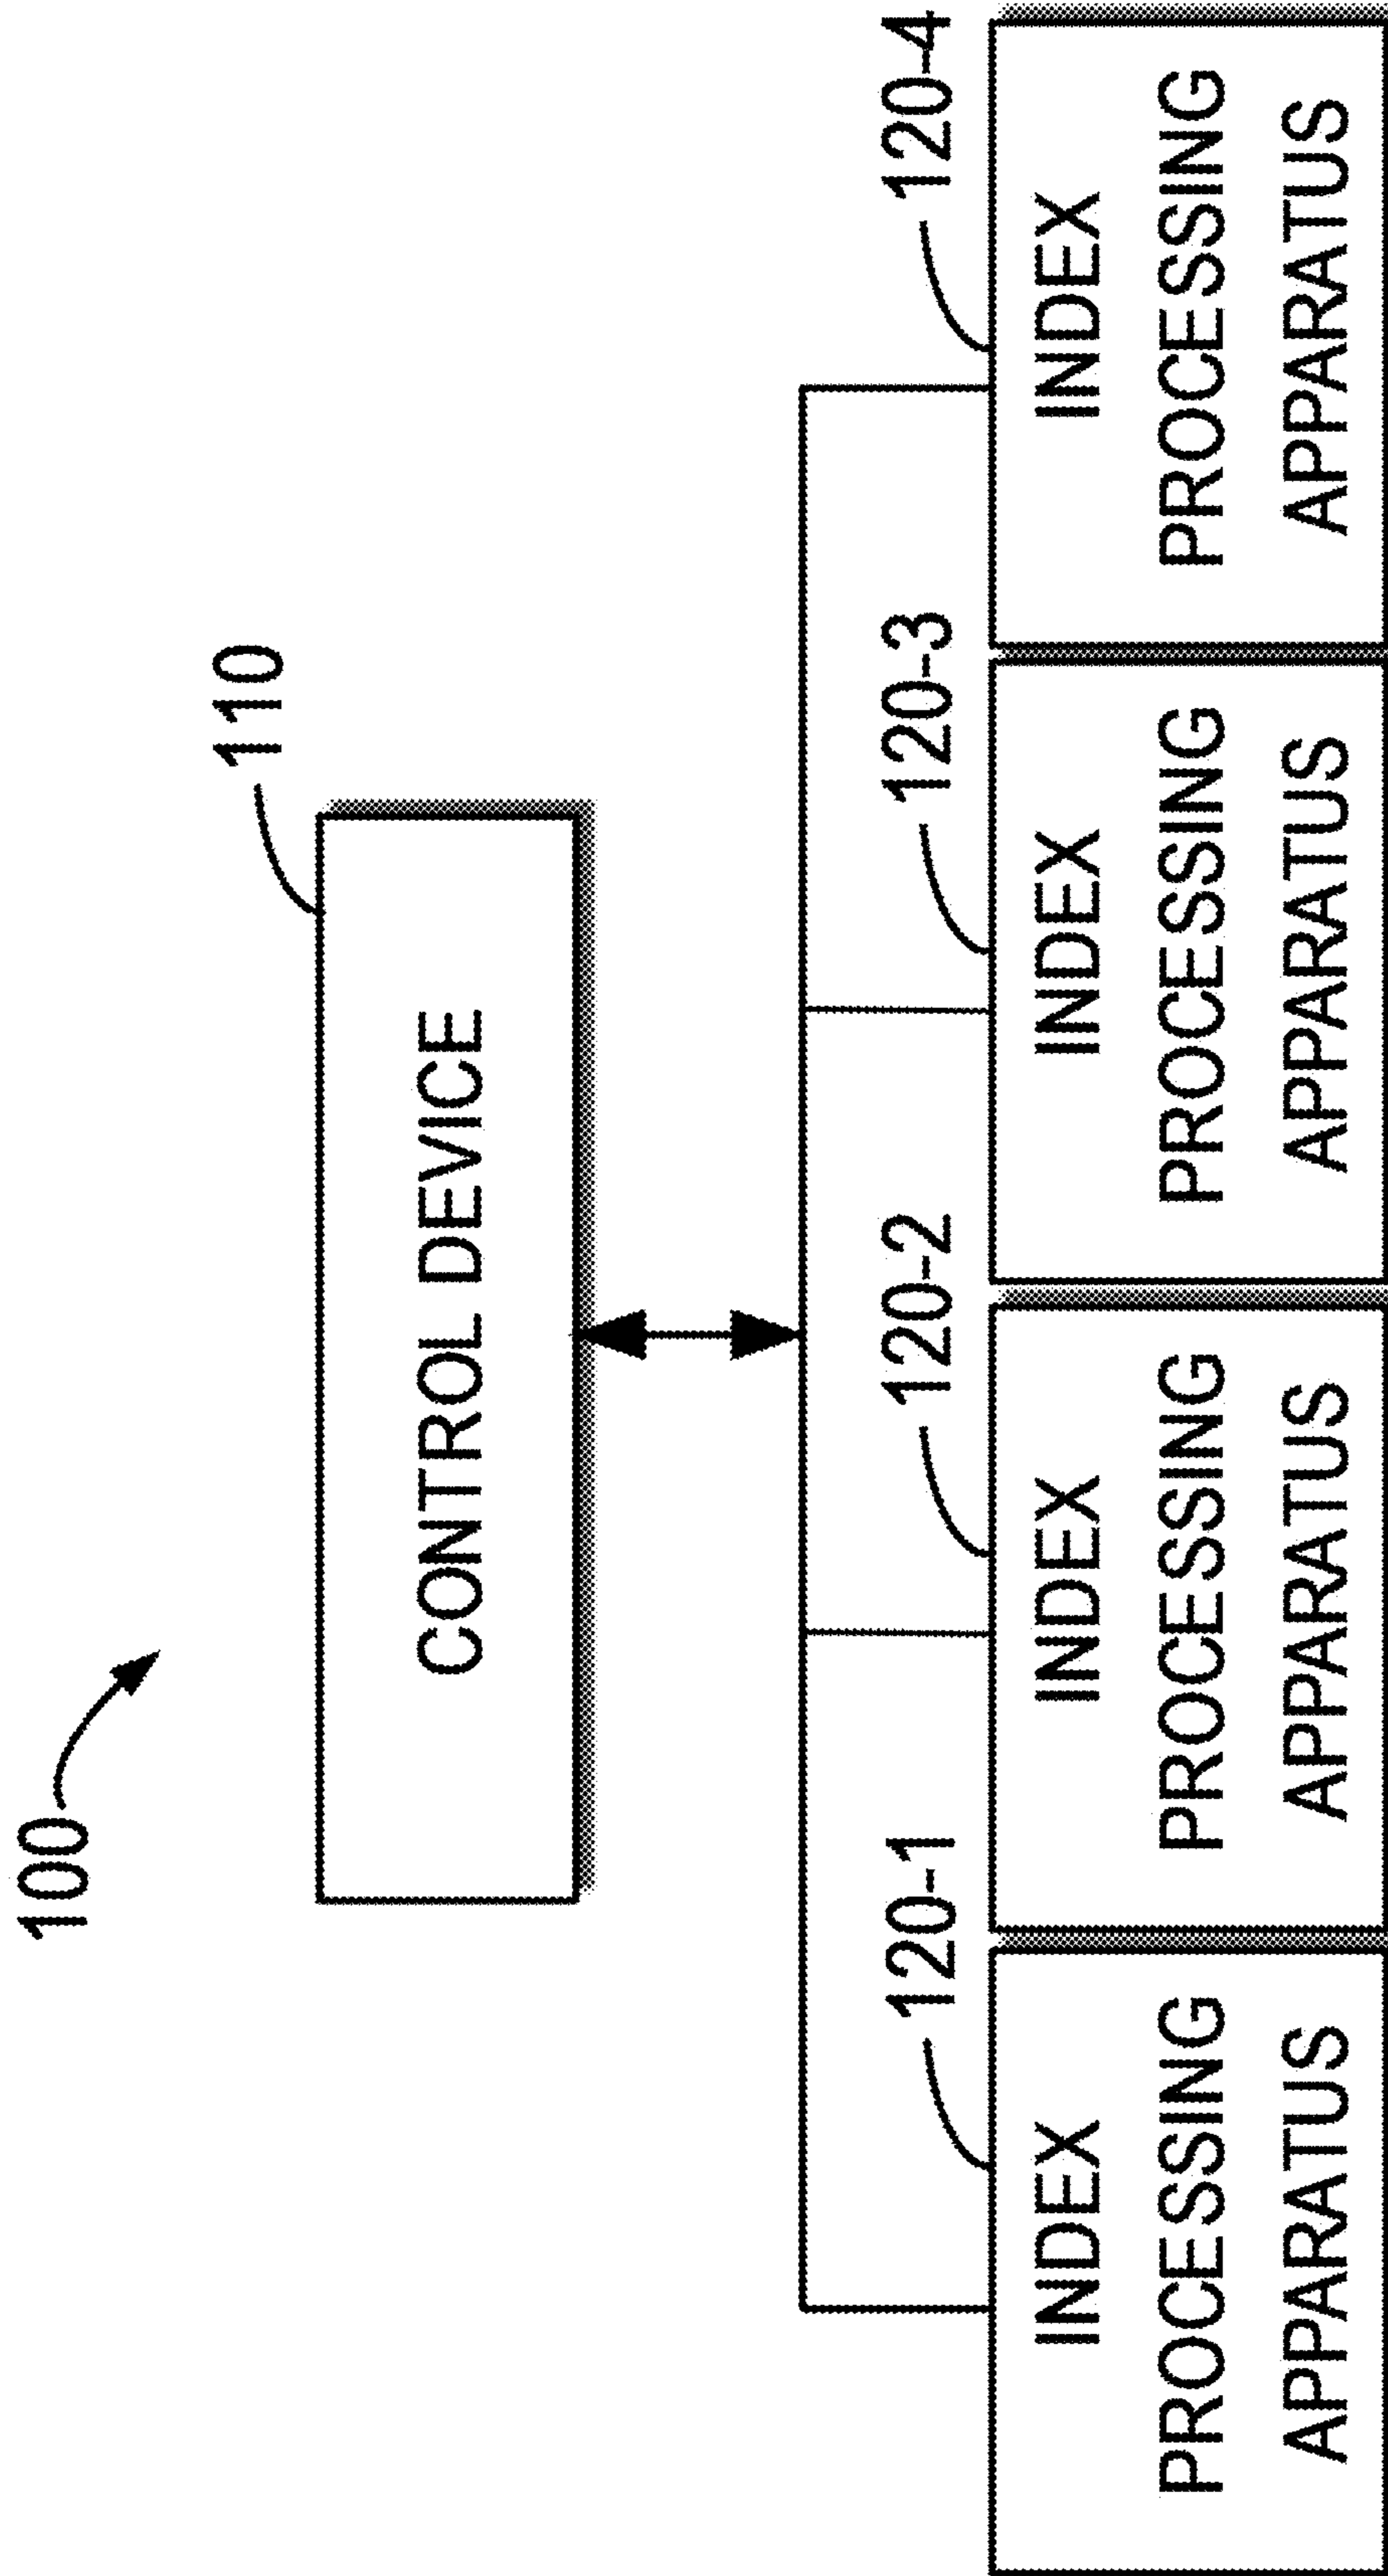 100
110
CONTROL DEVICE
120-1
120-2
120-3
120-4
INDEX
PROCESSING
APPARATUS
INDEX
PROCESSING
APPARATUS
INDEX
PROCESSING
APPARATUS
INDEX
PROCESSING
APPARATUS